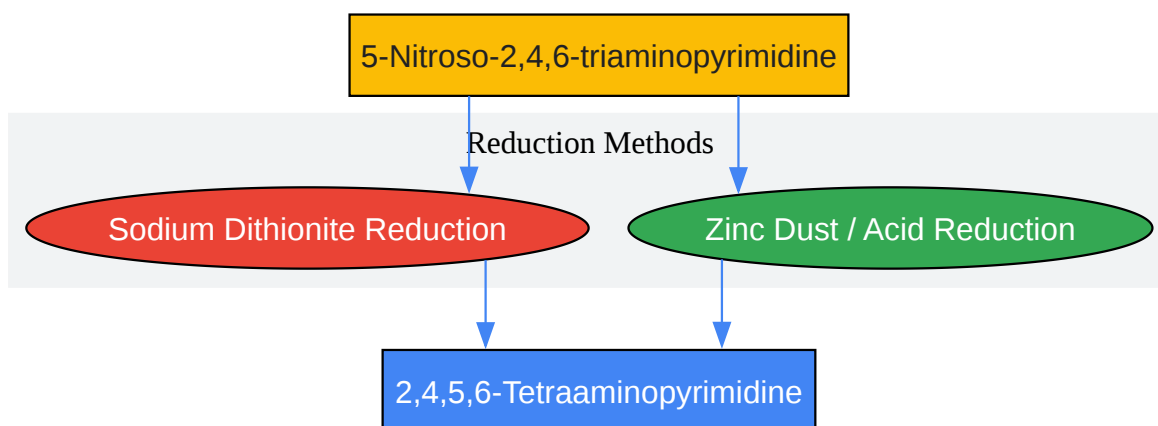 5-Nitroso-2,4,6-triaminopyrimidine
Reduction Methods
Sodium Dithionite Reduction
Zinc Dust / Acid Reduction
2,4,5,6-Tetraaminopyrimidine